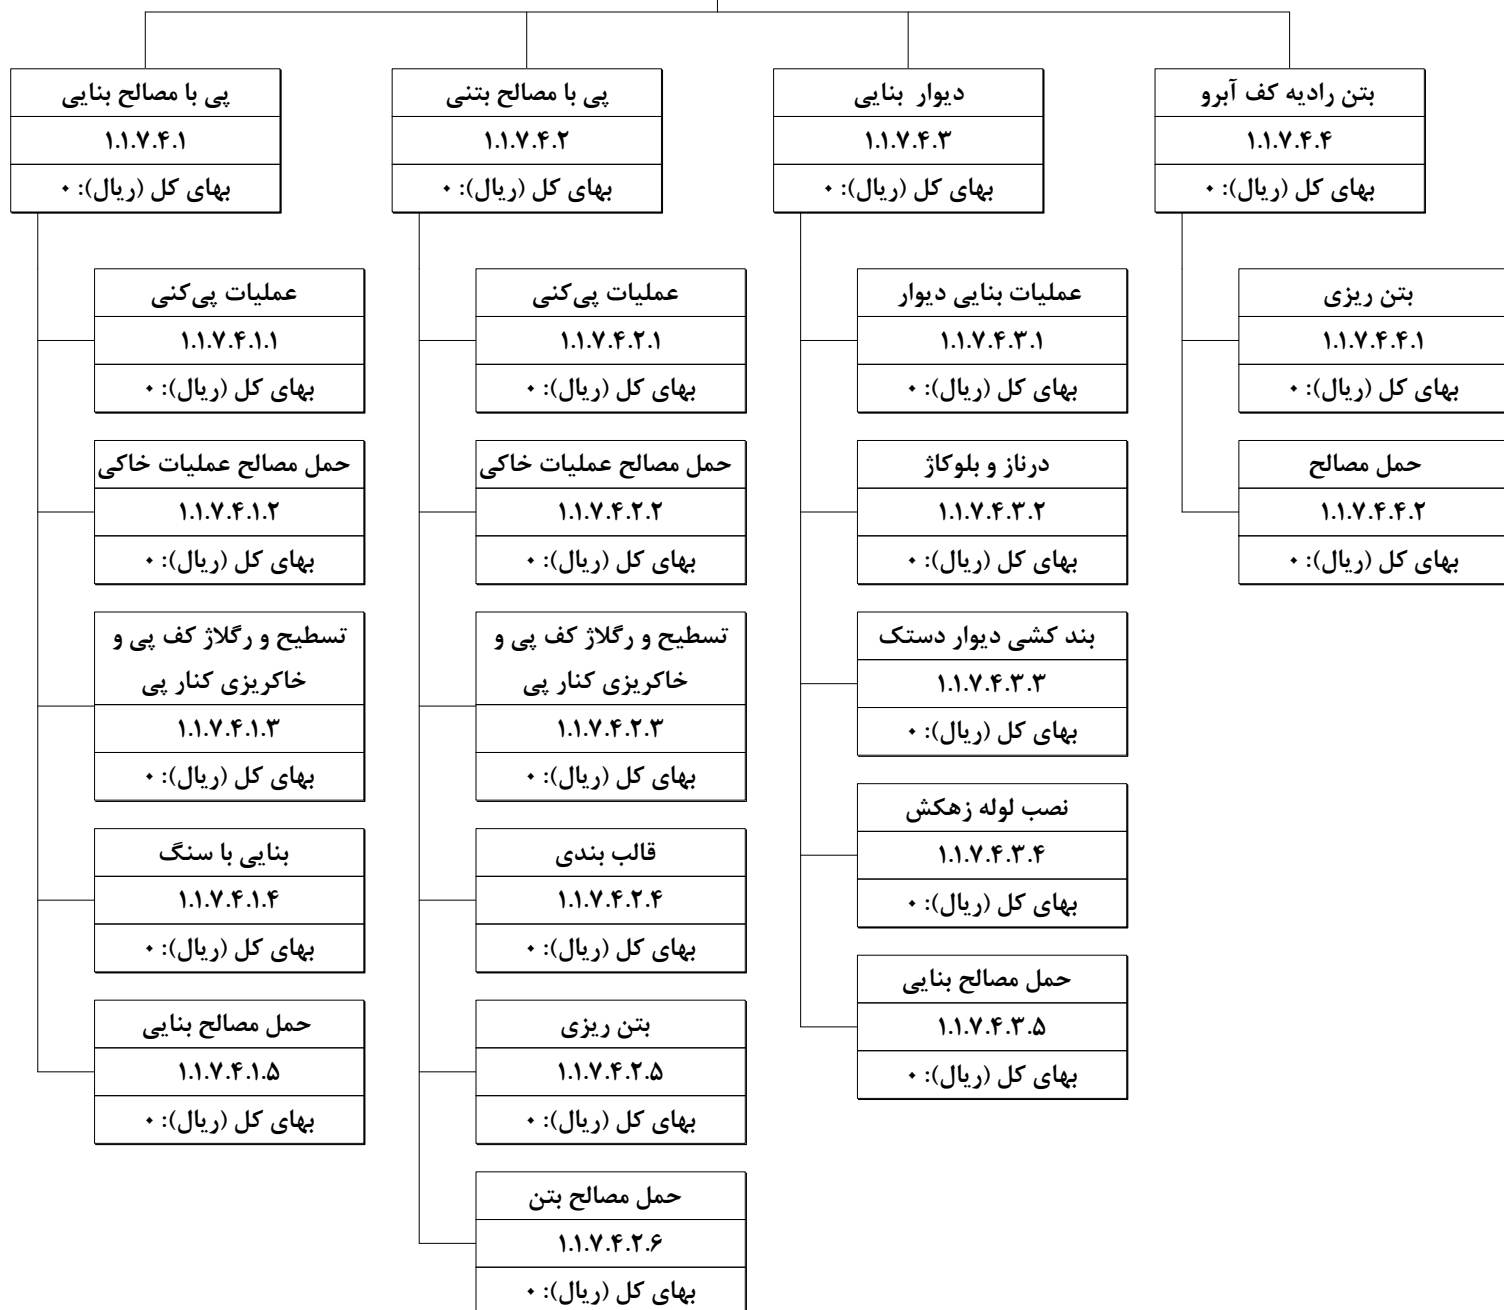 پی با مصالح بنایی
۱.۱.۷.۴.۱
بهای کل (ریال): ۰
عملیات پی‌کنی
۱.۱.۷.۴.۱.۱
بهای کل (ریال): ۰
حمل مصالح عملیات خاکی
۱.۱.۷.۴.۱.۲
بهای کل (ریال): ۰
تسطیح و رگلاژ کف پی و
خاکریزی کنار پی
۱.۱.۷.۴.۱.۳
بهای کل (ریال): ۰
بنایی با سنگ
۱.۱.۷.۴.۱.۴
بهای کل (ریال): ۰
حمل مصالح بنایی
۱.۱.۷.۴.۱.۵
بهای کل (ریال): ۰
پی با مصالح بتنی
۱.۱.۷.۴.۲
بهای کل (ریال): ۰
عملیات پی‌کنی
۱.۱.۷.۴.۲.۱
بهای کل (ریال): ۰
حمل مصالح عملیات خاکی
۱.۱.۷.۴.۲.۲
بهای کل (ریال): ۰
تسطیح و رگلاژ کف پی و
خاکریزی کنار پی
۱.۱.۷.۴.۲.۳
بهای کل (ریال): ۰
قالب بندی
۱.۱.۷.۴.۲.۴
بهای کل (ریال): ۰
بتن ریزی
۱.۱.۷.۴.۲.۵
بهای کل (ریال): ۰
حمل مصالح بتن
۱.۱.۷.۴.۲.۶
بهای کل (ریال): ۰
دیوار بنایی
۱.۱.۷.۴.۳
بهای کل (ریال): ۰
عملیات بنایی دیوار
۱.۱.۷.۴.۳.۱
بهای کل (ریال): ۰
درناژ و بلوکاژ
۱.۱.۷.۴.۳.۲
بهای کل (ریال): ۰
بند کشی دیوار دستک
۱.۱.۷.۴.۳.۳
بهای کل (ریال): ۰
نصب لوله زهکش
۱.۱.۷.۴.۳.۴
بهای کل (ریال): ۰
حمل مصالح بنایی
۱.۱.۷.۴.۳.۵
بهای کل (ریال): ۰
بتن رادیه کف آبرو
۱.۱.۷.۴.۴
بهای کل (ریال): ۰
بتن ریزی
۱.۱.۷.۴.۴.۱
بهای کل (ریال): ۰
حمل مصالح
۱.۱.۷.۴.۴.۲
بهای کل (ریال): ۰